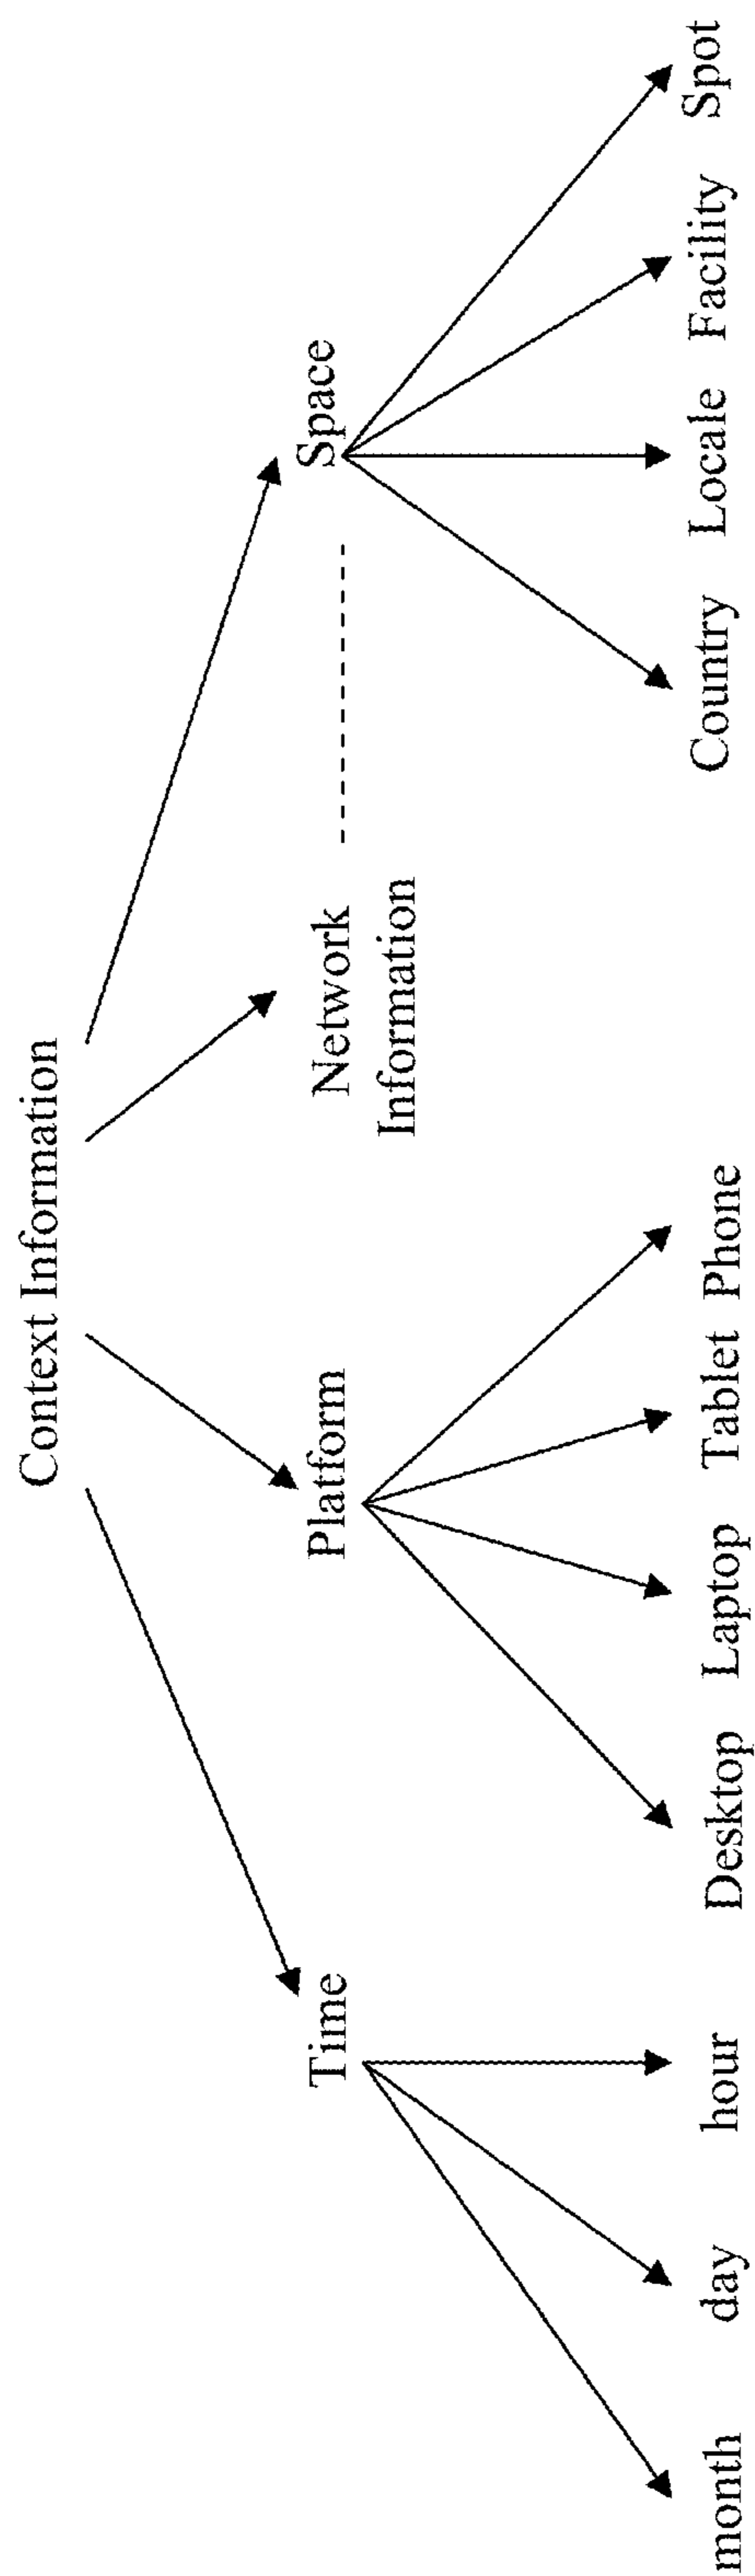 Context Information
Time
Platform
Network
Information
Space
month
day
hour
Desktop
Laptop
Tablet
Phone
Country
Locale
Facility
Spot